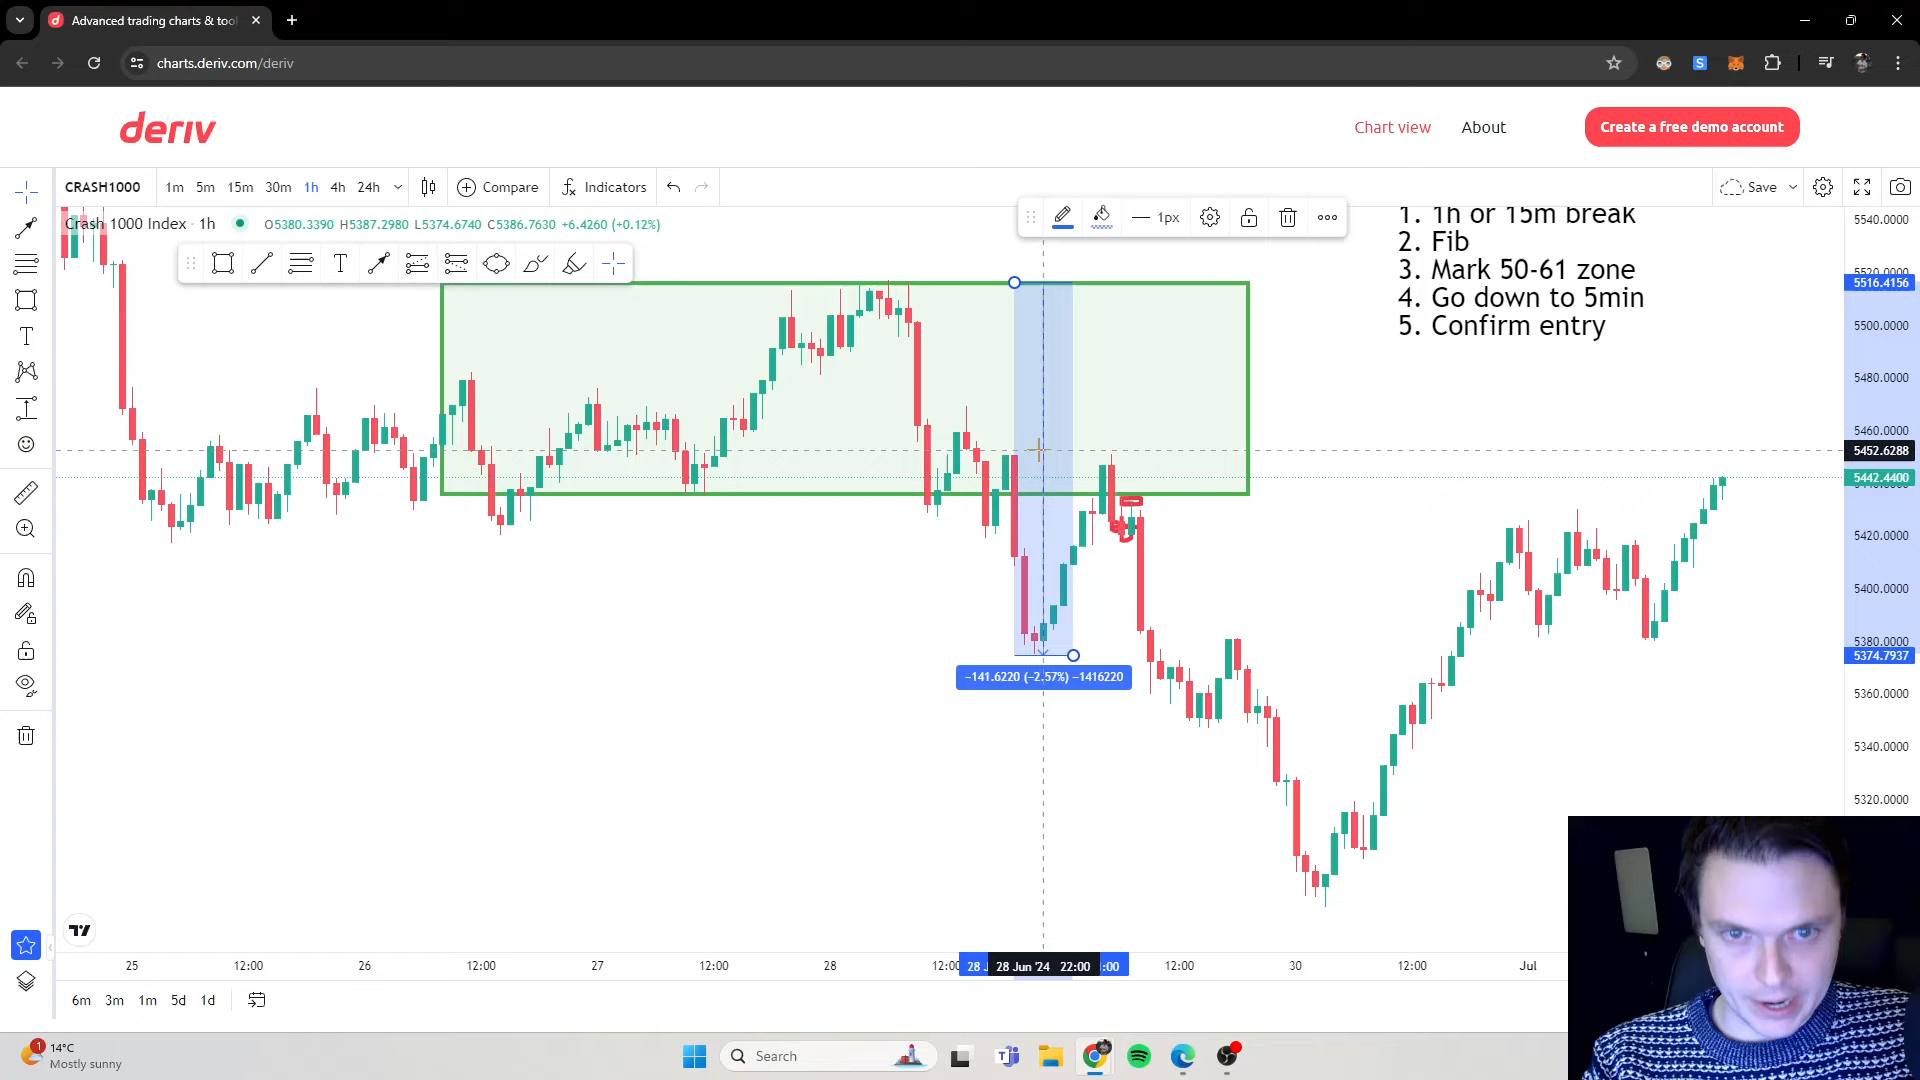 Advanced trading charts & tool
charts.deriv.com/deriv
deriv
Chart view
About
Create a free demo account
CRASH1000
1m 5m 15m 30m 1h 4h 24h
Compare
Indicators
Save
Crash 1000 Index · 1h
O5380.3390 H5387.2980 L5374.6740 C5386.7630 +6.4260 (+0.12%)
T
1px
1. 1h or 15m break
2. Fib
3. Mark 50-61 zone
4. Go down to 5min
5. Confirm entry
5540.0000
5520.0000
5516.4156
5500.0000
5480.0000
5460.0000
5452.6288
5442.4400
5420.0000
5400.0000
5380.0000
5374.7937
5360.0000
5340.0000
5320.0000
−141.6220 (−2.57%) −1416220
25 12:00 26 12:00 27 12:00 28 12:00 28 J 28 Jun '24 22:00 :00 12:00 30 12:00 Jul
6m 3m 1m 5d 1d
1
14°C
Mostly sunny
Search